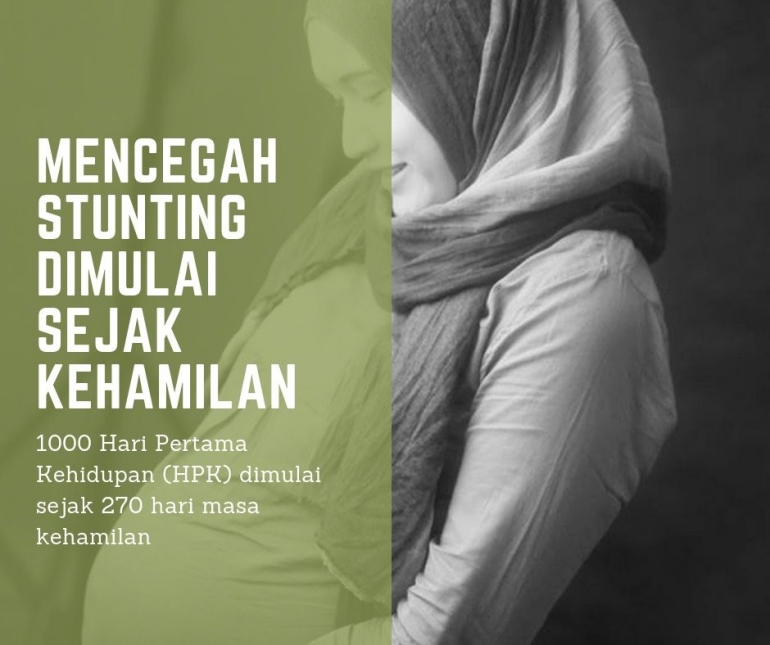 MENCEGAH
STUNTING
DIMULAI
SEJAK
KEHAMILAN
1000 Hari Pertama
Kehidupan (HPK) dimulai
sejak 270 hari masa
kehamilan